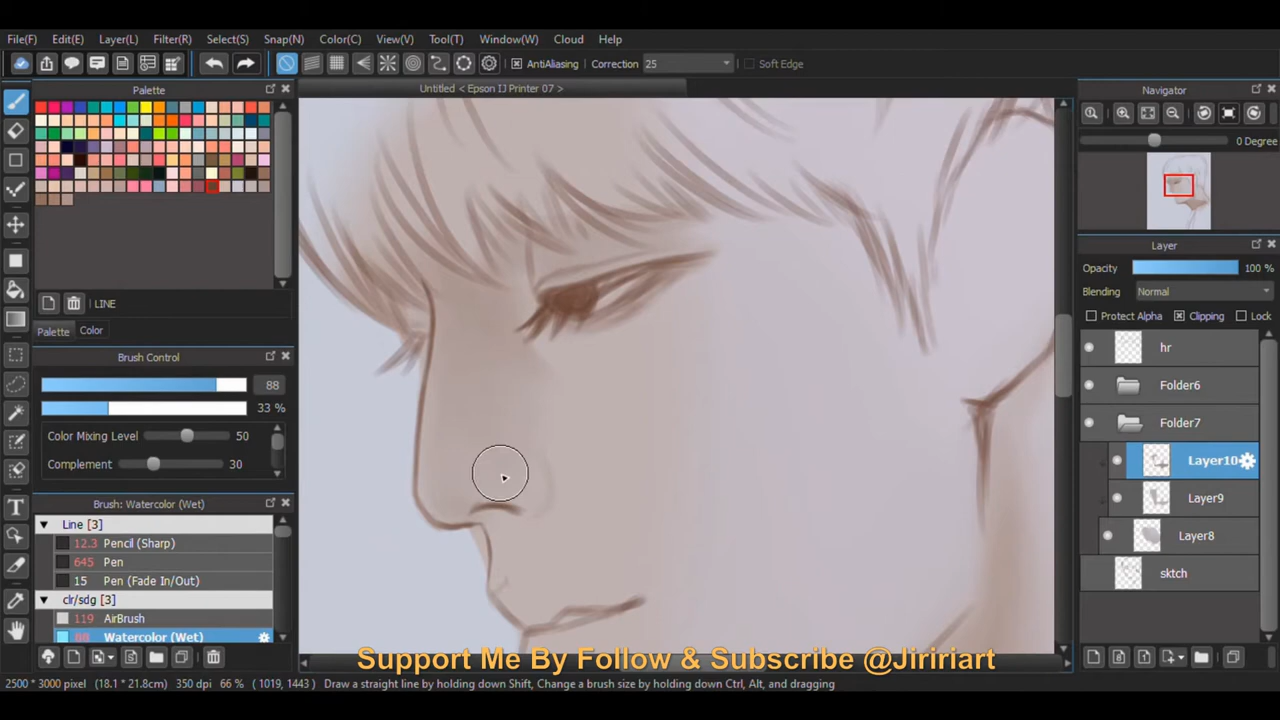 File(F) Edit(E) Layer(L) Filter(R) Select(S) Snap(N) Color(C) View(V) Tool(T) Window(W) Cloud Help
AntiAliasing Correction 25 Soft Edge
Palette
Untitled < Epson IJ Printer 07 >
Navigator
0 Degree
LINE
Palette Color
Brush Control
88
33 %
Color Mixing Level 50
Complement 30
Brush: Watercolor (Wet)
Line [3]
12.3 Pencil (Sharp)
645 Pen
15 Pen (Fade In/Out)
clr/sdg [3]
119 AirBrush
88 Watercolor (Wet)
Layer
Opacity 100 %
Blending Normal
Protect Alpha Clipping Lock
hr
Folder6
Folder7
Layer10
Layer9
Layer8
sktch
Support Me By Follow & Subscribe @Jiririart
2500 * 3000 pixel (18.1 * 21.8cm) 350 dpi 66 % ( 1019, 1443 ) Draw a straight line by holding down Shift, Change a brush size by holding down Ctrl, Alt, and dragging